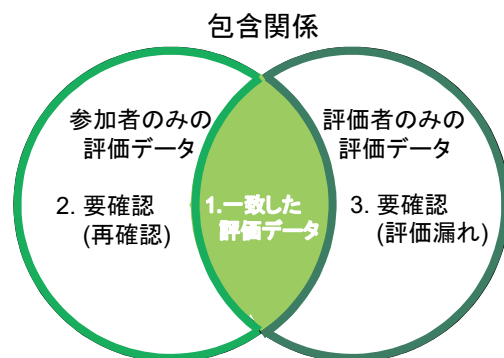 包含関係
参加者のみの
評価データ
2. 要確認
(再確認)
1.一致した
評価データ
評価者のみの
評価データ
3. 要確認
(評価漏れ)